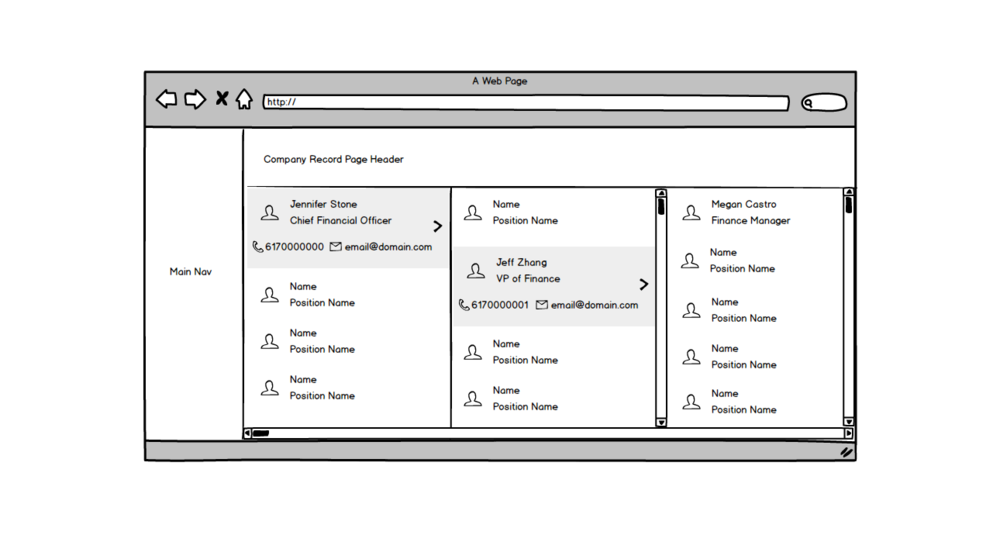 A Web Page
http://
Company Record Page Header
Main Nav
Jennifer Stone
Chief Financial Officer
6170000000 email@domain.com
Name
Position Name
Name
Position Name
Name
Position Name
Name
Position Name
Jeff Zhang
VP of Finance
6170000001 email@domain.com
Name
Position Name
Name
Position Name
Megan Castro
Finance Manager
Name
Position Name
Name
Position Name
Name
Position Name
Name
Position Name